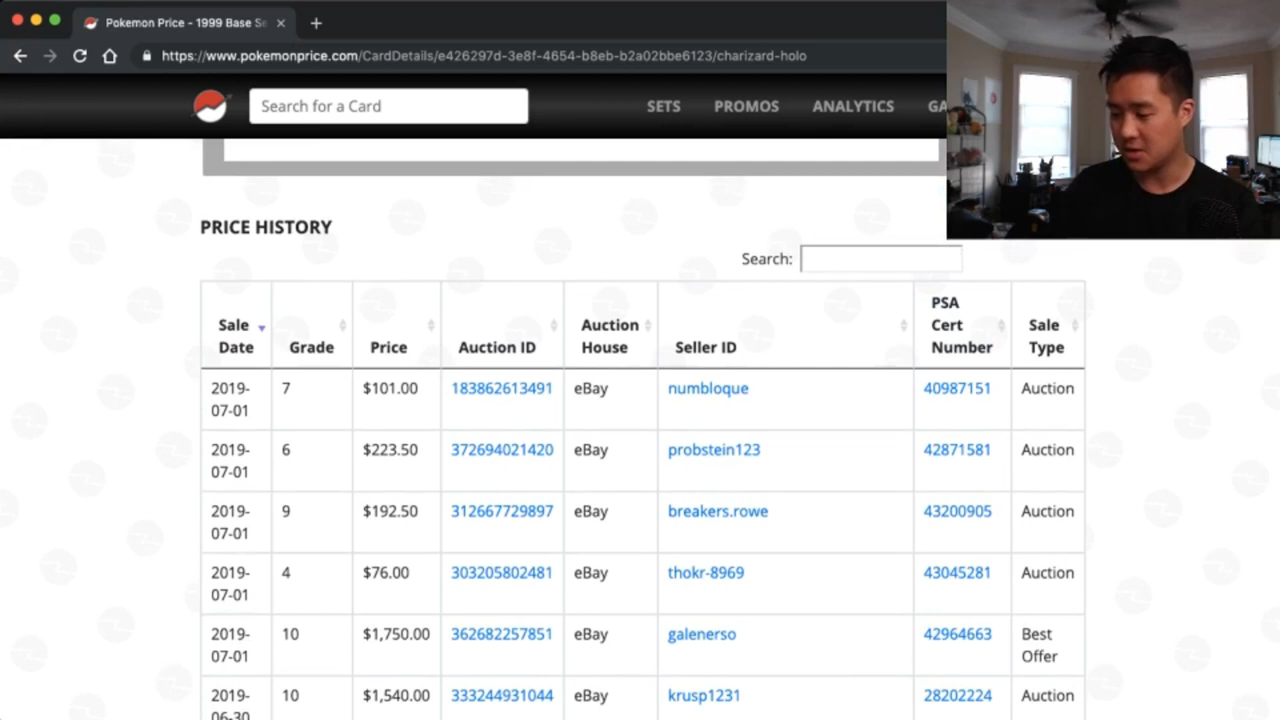 Pokemon Price - 1999 Base Se
https://www.pokemonprice.com/CardDetails/e426297d-3e8f-4654-b8eb-b2a02bbe6123/charizard-holo
Search for a Card
SETS PROMOS ANALYTICS GA
PRICE HISTORY
Search:
Sale Date Grade Price Auction ID Auction House Seller ID PSA Cert Number Sale Type
2019-07-01 7 $101.00 183862613491 eBay numbloque 40987151 Auction
2019-07-01 6 $223.50 372694021420 eBay probstein123 42871581 Auction
2019-07-01 9 $192.50 312667729897 eBay breakers.rowe 43200905 Auction
2019-07-01 4 $76.00 303205802481 eBay thokr-8969 43045281 Auction
2019-07-01 10 $1,750.00 362682257851 eBay galenerso 42964663 Best Offer
2019-06-30 10 $1,540.00 333244931044 eBay krusp1231 28202224 Auction